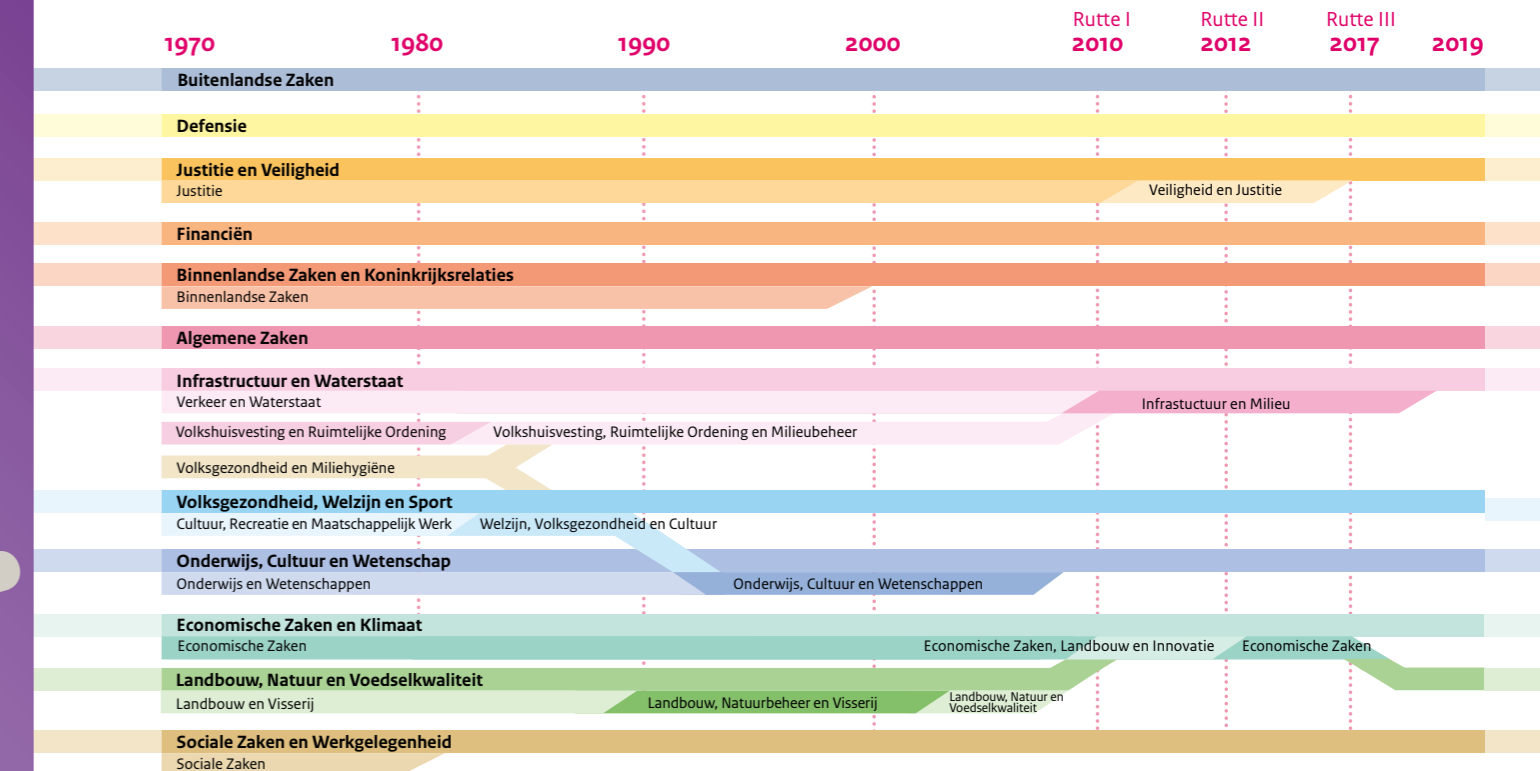 Rutte I Rutte II Rutte III
1970 1980 1990 2000 2010 2012 2017 2019
Buitenlandse Zaken
Defensie
Justitie en Veiligheid
Justitie Veiligheid en Justitie
Financiën
Binnenlandse Zaken en Koninkrijksrelaties
Binnenlandse Zaken
Algemene Zaken
Infrastructuur en Waterstaat
Verkeer en Waterstaat Infrastuctuur en Milieu
Volkshuisvesting en Ruimtelijke Ordening Volkshuisvesting, Ruimtelijke Ordening en Milieubeheer
Volksgezondheid en Miliehygiëne
Volksgezondheid, Welzijn en Sport
Cultuur, Recreatie en Maatschappelijk Werk Welzijn, Volksgezondheid en Cultuur
Onderwijs, Cultuur en Wetenschap
Onderwijs en Wetenschappen Onderwijs, Cultuur en Wetenschappen
Economische Zaken en Klimaat
Economische Zaken Economische Zaken, Landbouw en Innovatie Economische Zaken
Landbouw, Natuur en Voedselkwaliteit
Landbouw en Visserij Landbouw, Natuurbeheer en Visserij Landbouw, Natuur en
Voedselkwaliteit
Sociale Zaken en Werkgelegenheid
Sociale Zaken